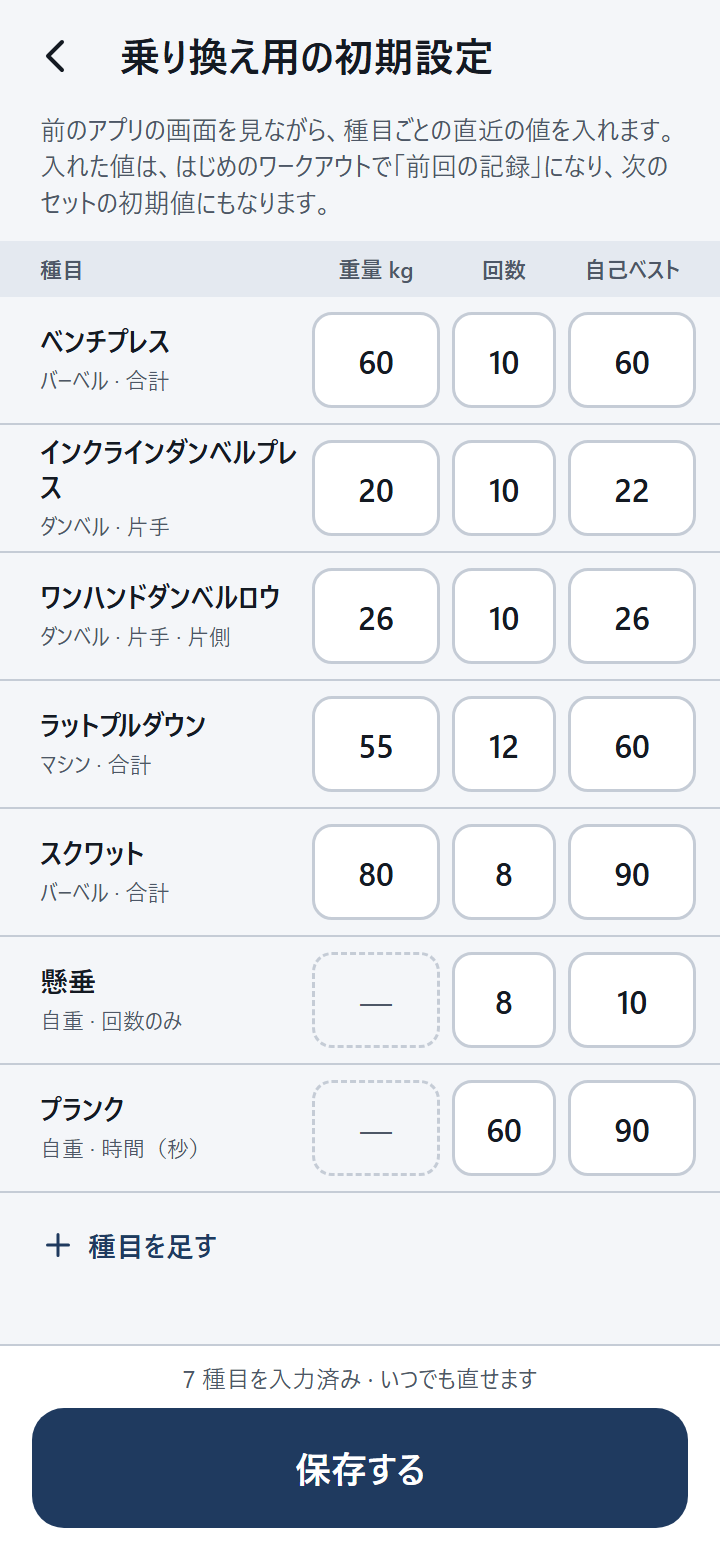 乗り換え用の初期設定
前のアプリの画面を見ながら、種目ごとの直近の値を入れます。
入れた値は、はじめのワークアウトで「前回の記録」になり、次の
セットの初期値にもなります。
種目 重量 kg 回数 自己ベスト
ベンチプレス
バーベル · 合計
60 10 60
インクラインダンベルプレ
ス
ダンベル · 片手
20 10 22
ワンハンドダンベルロウ
ダンベル · 片手 · 片側
26 10 26
ラットプルダウン
マシン · 合計
55 12 60
スクワット
バーベル · 合計
80 8 90
懸垂
自重 · 回数のみ
— 8 10
プランク
自重 · 時間（秒）
— 60 90
＋ 種目を足す
7 種目を入力済み · いつでも直せます
保存する